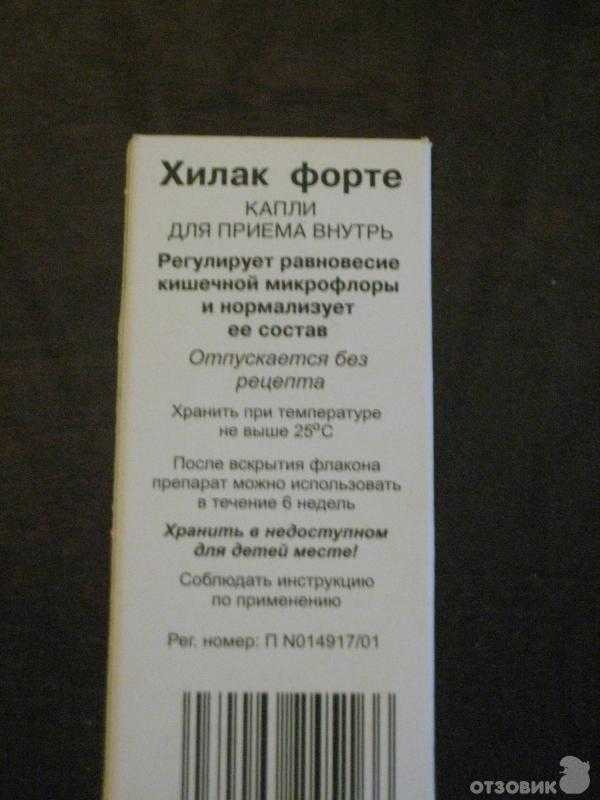 Хилак форте
КАПЛИ
ДЛЯ ПРИЕМА ВНУТРЬ
Регулирует равновесие
кишечной микрофлоры
и нормализует
ее состав
Отпускается без
рецепта
Хранить при температуре
не выше 25°С
После вскрытия флакона
препарат можно использовать
в течение 6 недель
Хранить в недоступном
для детей месте!
Соблюдать инструкцию
по применению
Рег. номер: П N014917/01
ОТЗОВИК